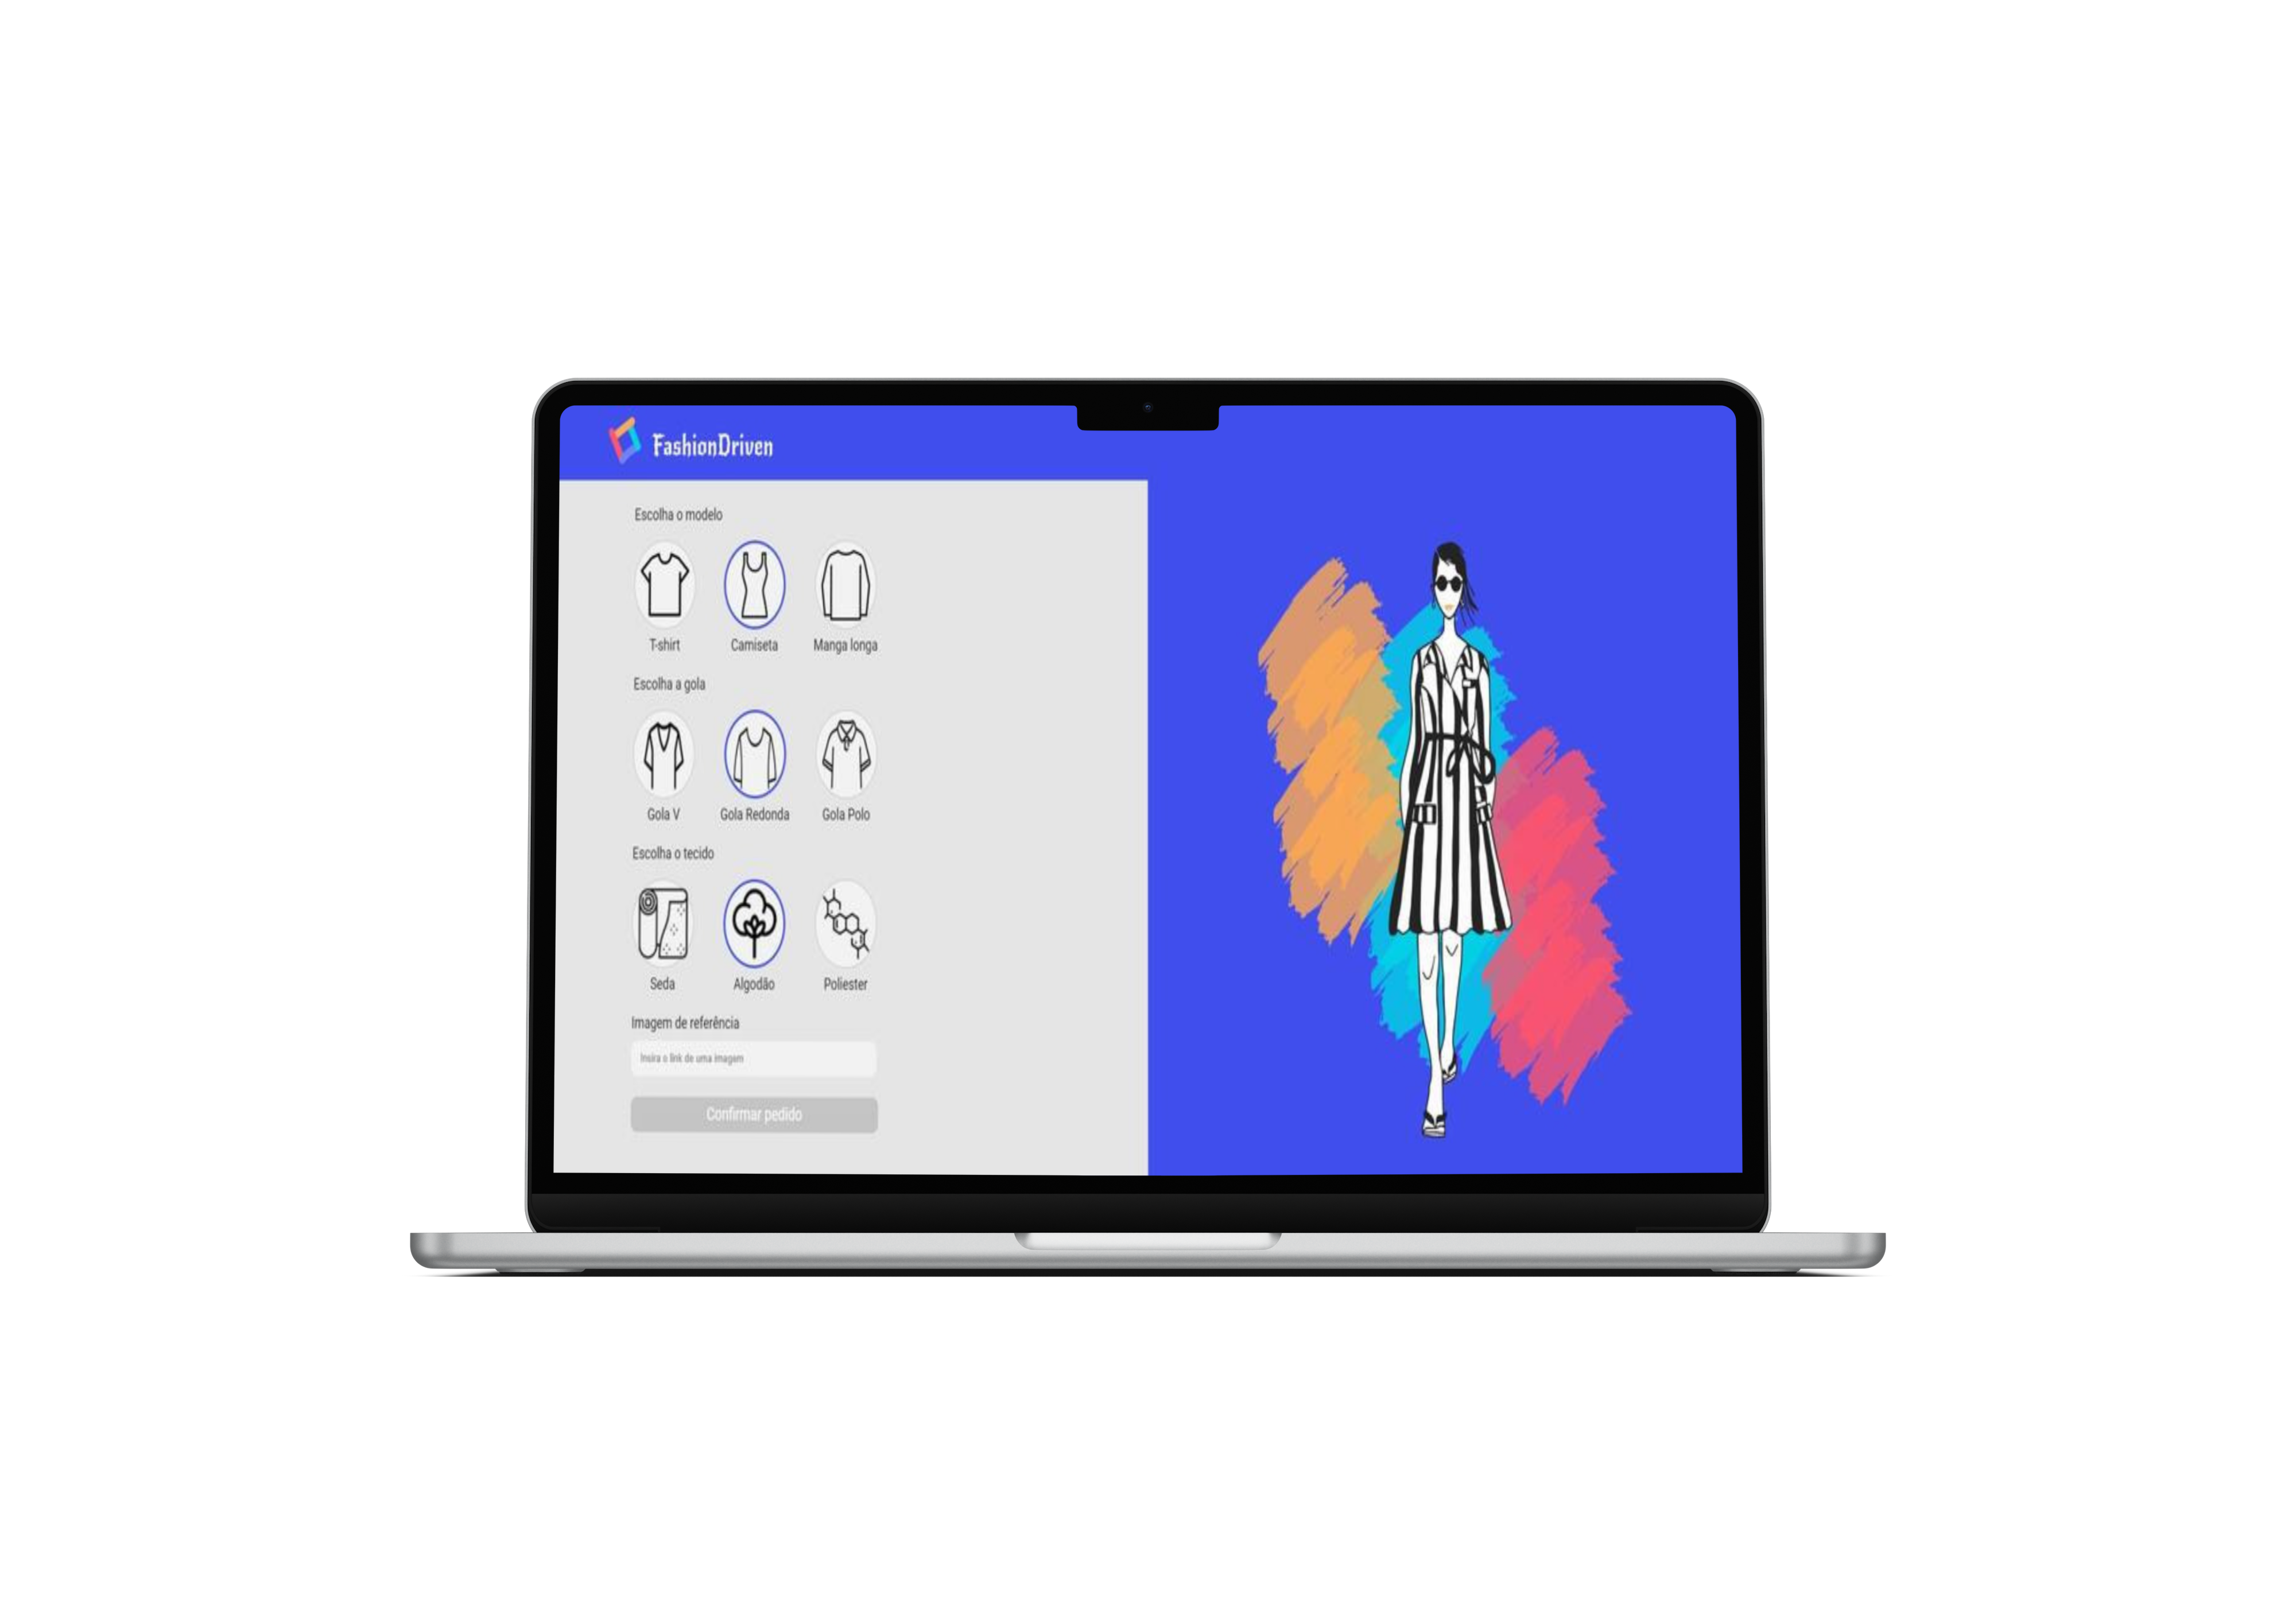 FashionDriven
Escolha o modelo
T-shirt Camiseta Manga longa
Escolha a gola
Gola V Gola Redonda Gola Polo
Escolha o tecido
Seda Algodão Poliester
Imagem de referência
Insira o link de uma imagem
Confirmar pedido